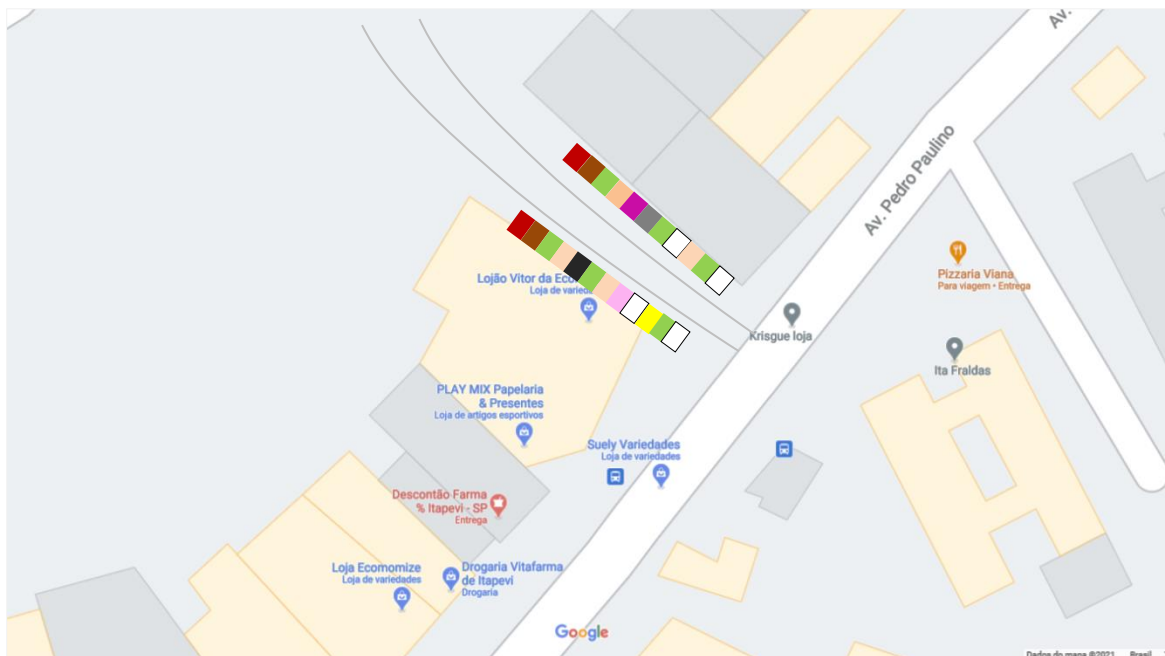 Av.
Av. Pedro Paulino
Pizzaria Viana
Para viagem • Entrega
Lojão Vitor da Eco
Loja de varied
Krisgue loja
Ita Fraldas
PLAY MIX Papelaria
& Presentes
Loja de artigos esportivos
Suely Variedades
Loja de variedades
Descontão Farma
% Itapevi - SP
Entrega
Loja Ecomomize
Loja de variedades
Drogaria Vitafarma
de Itapevi
Drogaria
Google
Dados do mapa ©2021 Brasil